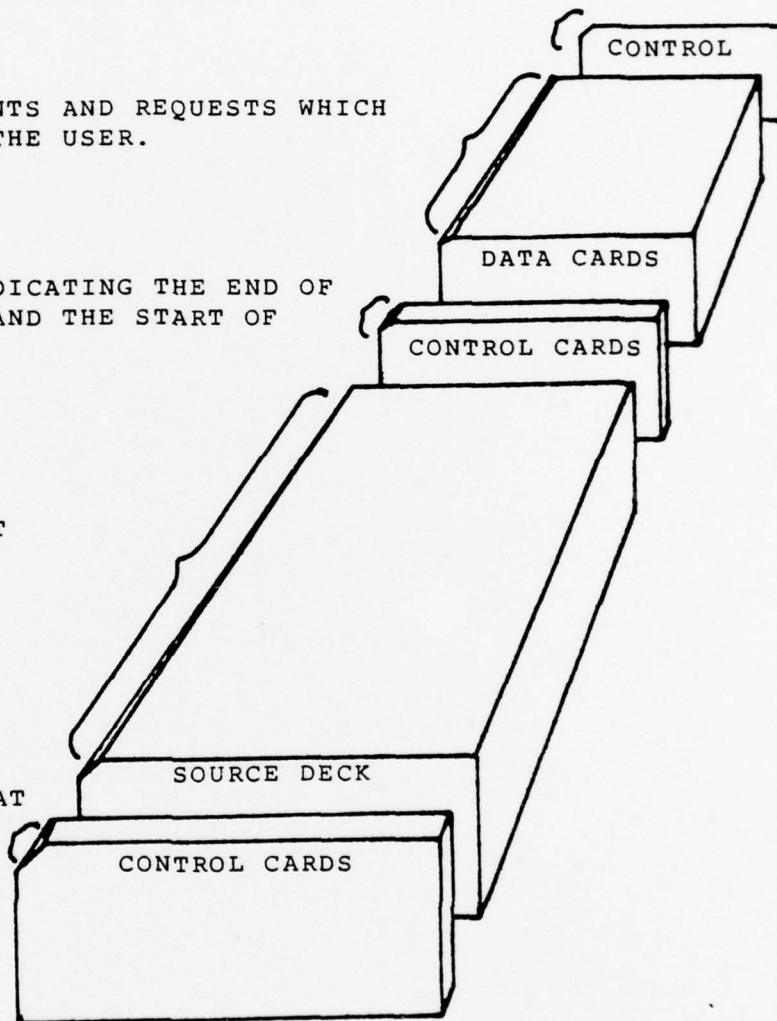 CONTROL
NTS AND REQUESTS WHICH
THE USER.
DATA CARDS
DICATING THE END OF
AND THE START OF
CONTROL CARDS
SOURCE DECK
AT
CONTROL CARDS